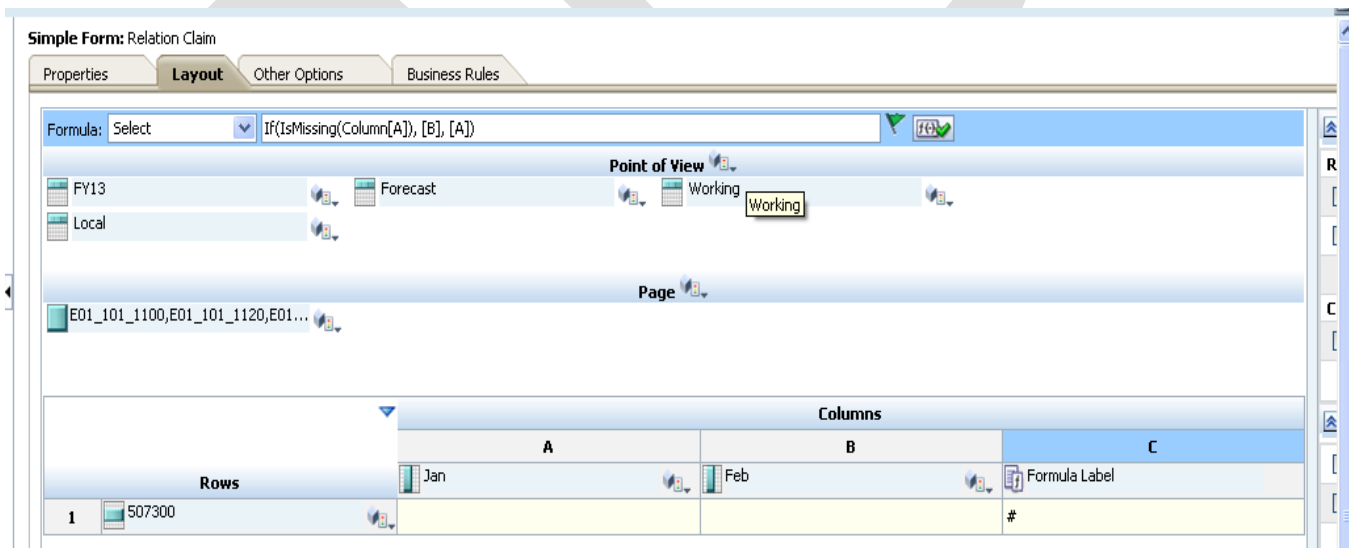 Simple Form: Relation Claim
Properties Layout Other Options Business Rules
Formula: Select If(IsMissing(Column[A]), [B], [A])
Point of View
FY13 Forecast Working
Working
Local
Page
E01_101_1100,E01_101_1120,E01...
Columns
A B C
Rows Jan Feb Formula Label
1 507300 #